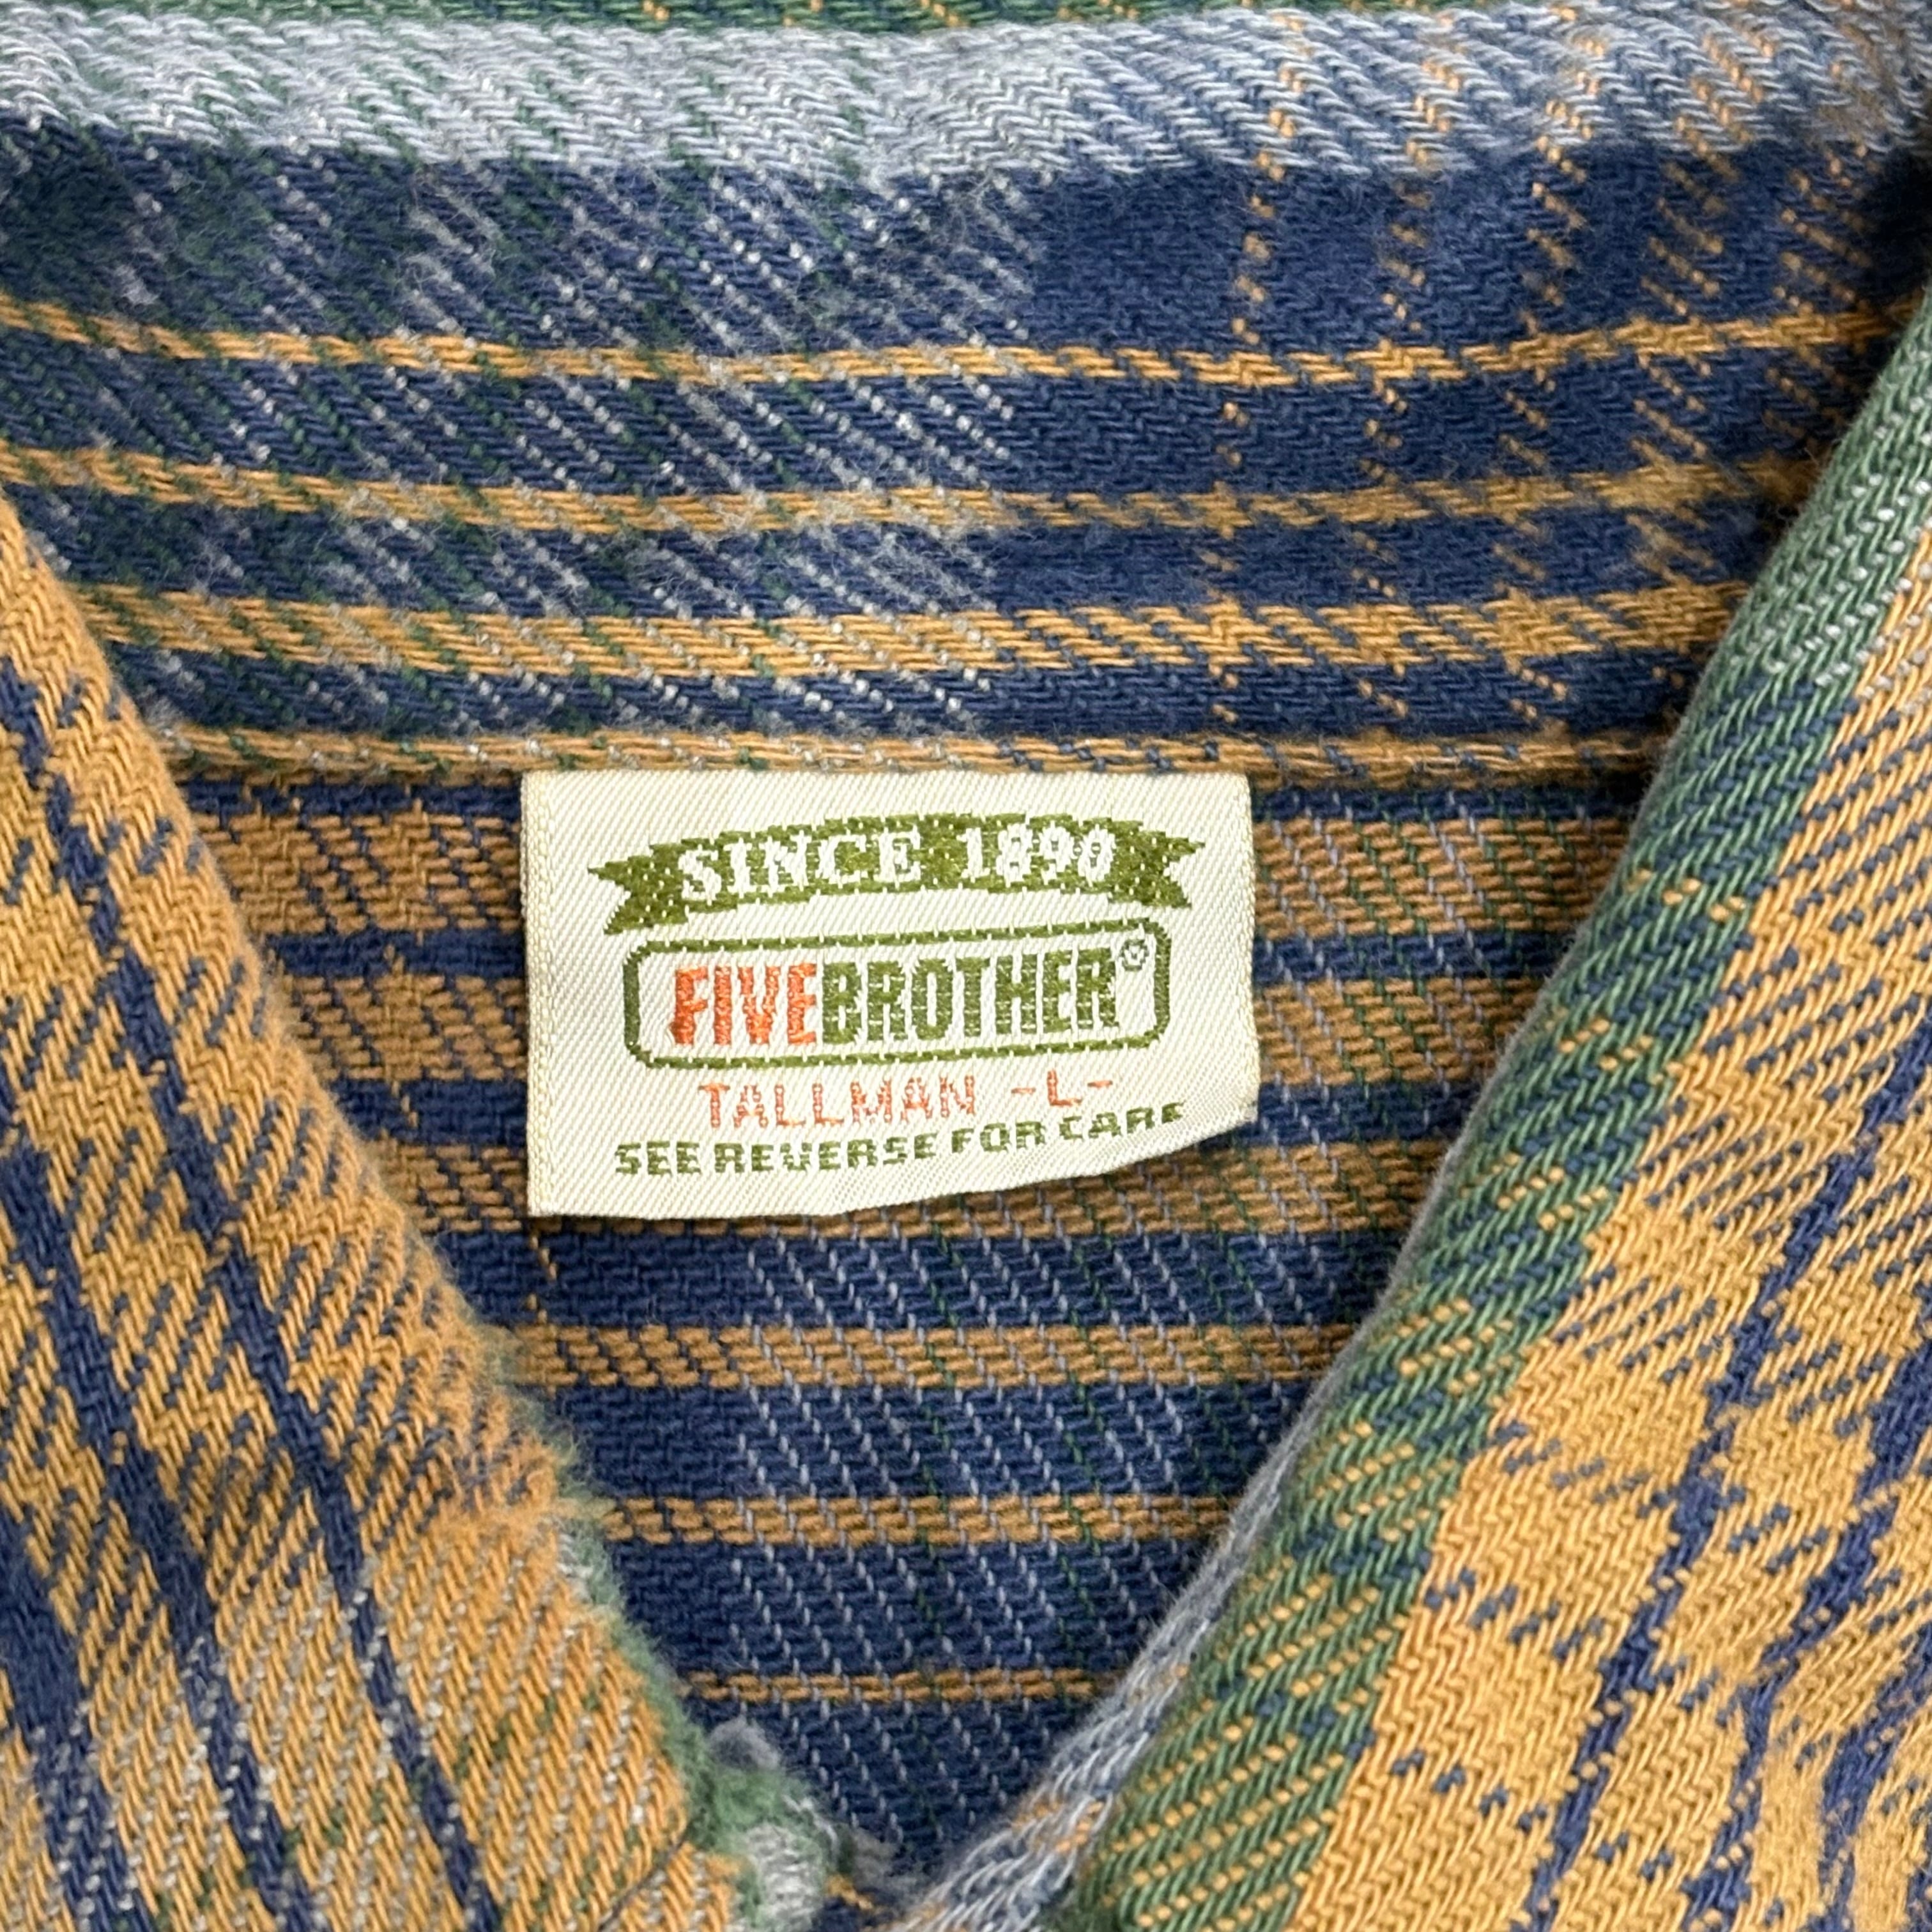 SINCE 1890
FIVEBROTHER®
TALLMAN -L-
SEE REVERSE FOR CARE